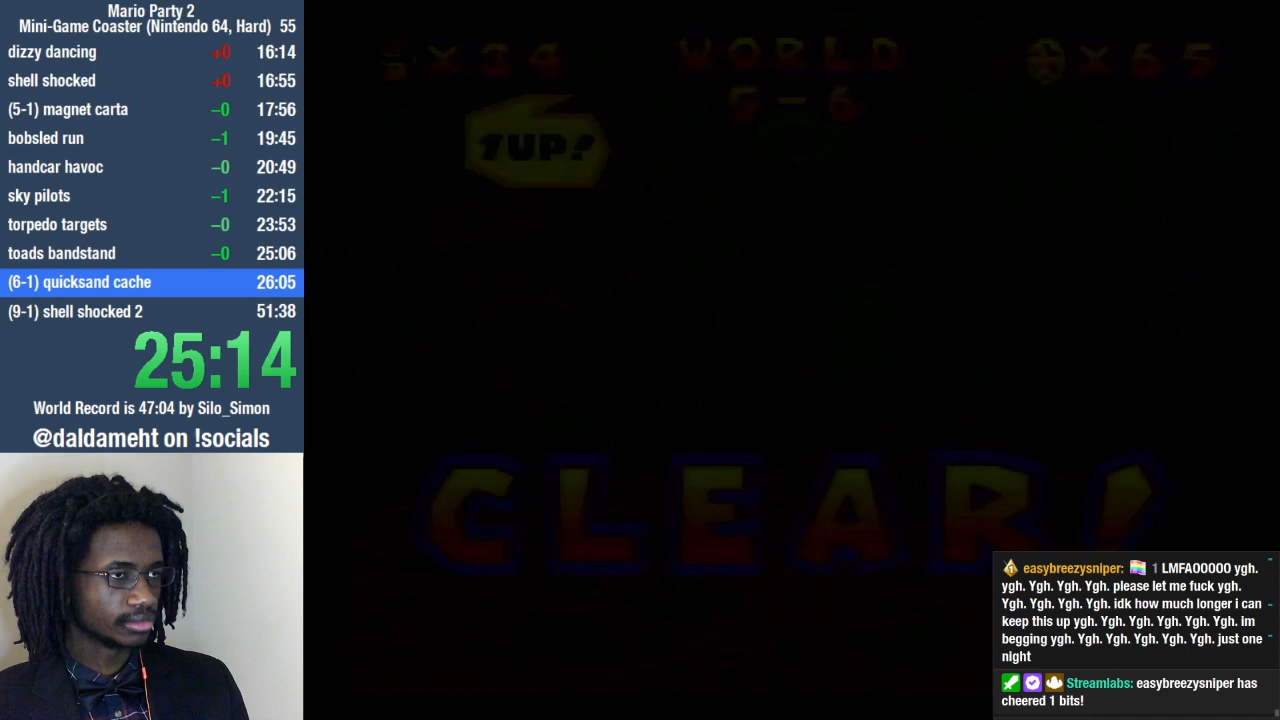 Mario Party 2
Mini-Game Coaster (Nintendo 64, Hard) 55
dizzy dancing +0 16:14
shell shocked +0 16:55
(5-1) magnet carta −0 17:56
bobsled run −1 19:45
handcar havoc −0 20:49
sky pilots −1 22:15
torpedo targets −0 23:53
toads bandstand −0 25:06
(6-1) quicksand cache 26:05
(9-1) shell shocked 2 51:38
25:14
World Record is 47:04 by Silo_Simon
@daldameht on !socials
×34 WORLD ×65
5-6
1UP!
CLEAR!
easybreezysniper: 1 LMFAOOOOO ygh.
ygh. Ygh. Ygh. Ygh. please let me fuck ygh.
Ygh. Ygh. Ygh. Ygh. idk how much longer i can
keep this up ygh. Ygh. Ygh. Ygh. Ygh. im
begging ygh. Ygh. Ygh. Ygh. Ygh. just one
night
Streamlabs: easybreezysniper has
cheered 1 bits!